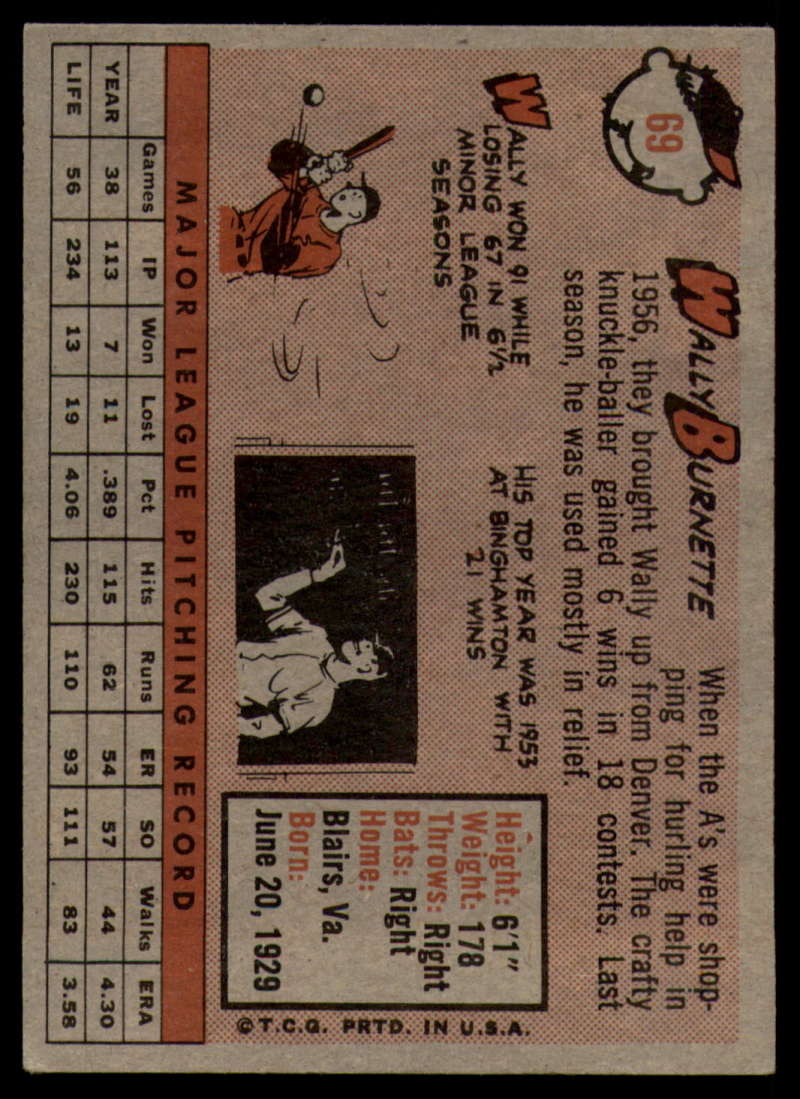 69
WALLY BURNETTE
When the A's were shop-
ping for hurling help in
1956, they brought Wally up from Denver. The crafty
knuckle-baller gained 6 wins in 18 contests. Last
season, he was used mostly in relief.
WALLY WON 91 WHILE
LOSING 67 IN 6½
MINOR LEAGUE
SEASONS
HIS TOP YEAR WAS 1953
AT BINGHAMTON WITH
21 WINS
Height: 6'1"
Weight: 178
Throws: Right
Bats: Right
Home:
Blairs, Va.
Born:
June 20, 1929
© T.C.G. PRTD. IN U.S.A.
MAJOR LEAGUE PITCHING RECORD
Games IP Won Lost Pct Hits Runs ER SO Walks ERA
YEAR 38 113 7 11 .389 115 62 54 57 44 4.30
LIFE 56 234 13 19 4.06 230 110 93 111 83 3.58